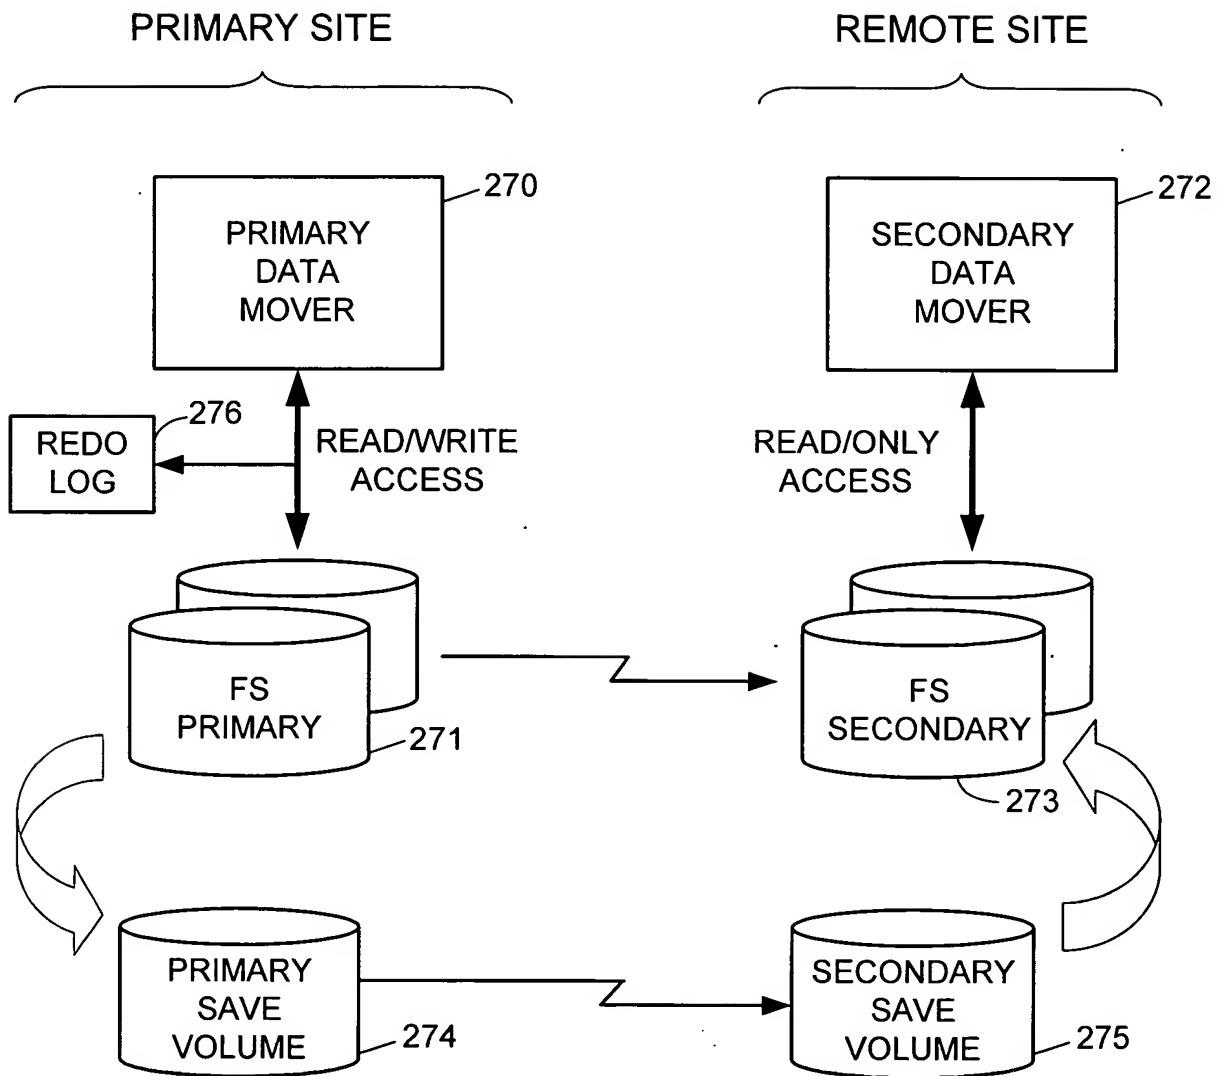 PRIMARY SITE
REMOTE SITE
270
PRIMARY
DATA
MOVER
272
SECONDARY
DATA
MOVER
276
REDO
LOG
READ/WRITE
ACCESS
READ/ONLY
ACCESS
FS
PRIMARY
271
FS
SECONDARY
273
PRIMARY
SAVE
VOLUME
274
SECONDARY
SAVE
VOLUME
275